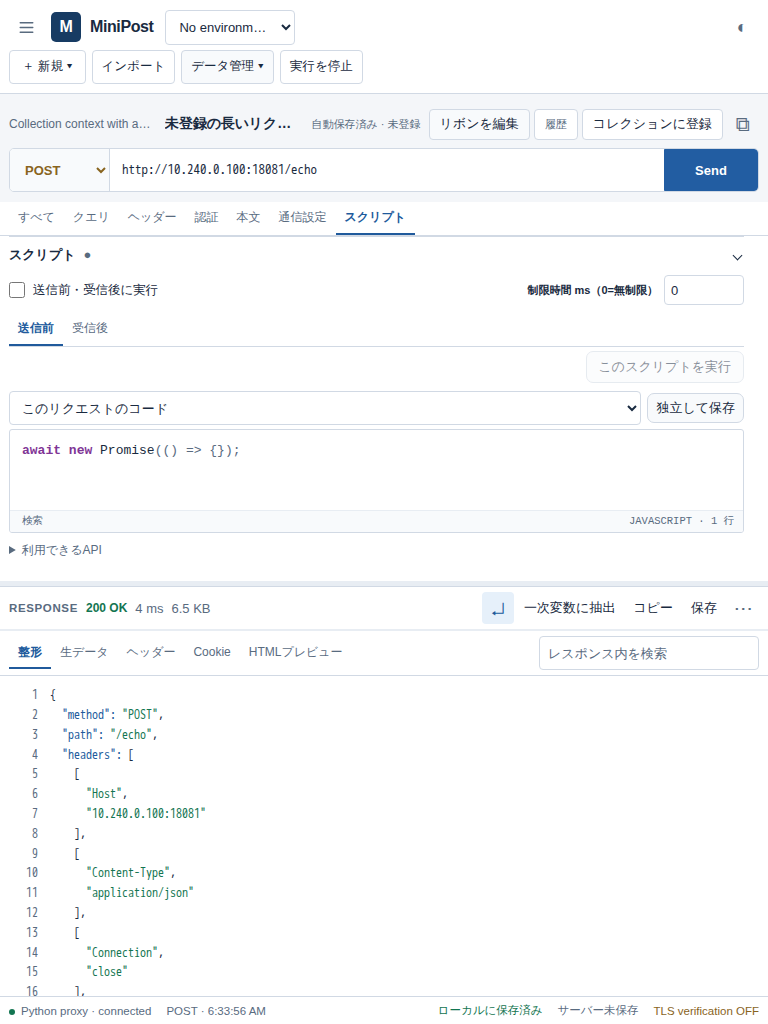 M MiniPost No environm…
+ 新規 ▾ インポート データ管理 ▾ 実行を停止
Collection context with a… 未登録の長いリク… 自動保存済み · 未登録 リボンを編集 履歴 コレクションに登録
POST http://10.240.0.100:18081/echo Send
すべて クエリ ヘッダー 認証 本文 通信設定 スクリプト
スクリプト ●
送信前・受信後に実行 制限時間 ms（0=無制限） 0
送信前 受信後
このスクリプトを実行
このリクエストのコード 独立して保存
await new Promise(() => {});
検索 JAVASCRIPT · 1 行
▶ 利用できるAPI
RESPONSE 200 OK 4 ms 6.5 KB 一次変数に抽出 コピー 保存 ···
整形 生データ ヘッダー Cookie HTMLプレビュー レスポンス内を検索
1 {
2 "method": "POST",
3 "path": "/echo",
4 "headers": [
5 [
6 "Host",
7 "10.240.0.100:18081"
8 ],
9 [
10 "Content-Type",
11 "application/json"
12 ],
13 [
14 "Connection",
15 "close"
16 ],
Python proxy · connected POST · 6:33:56 AM ローカルに保存済み サーバー未保存 TLS verification OFF